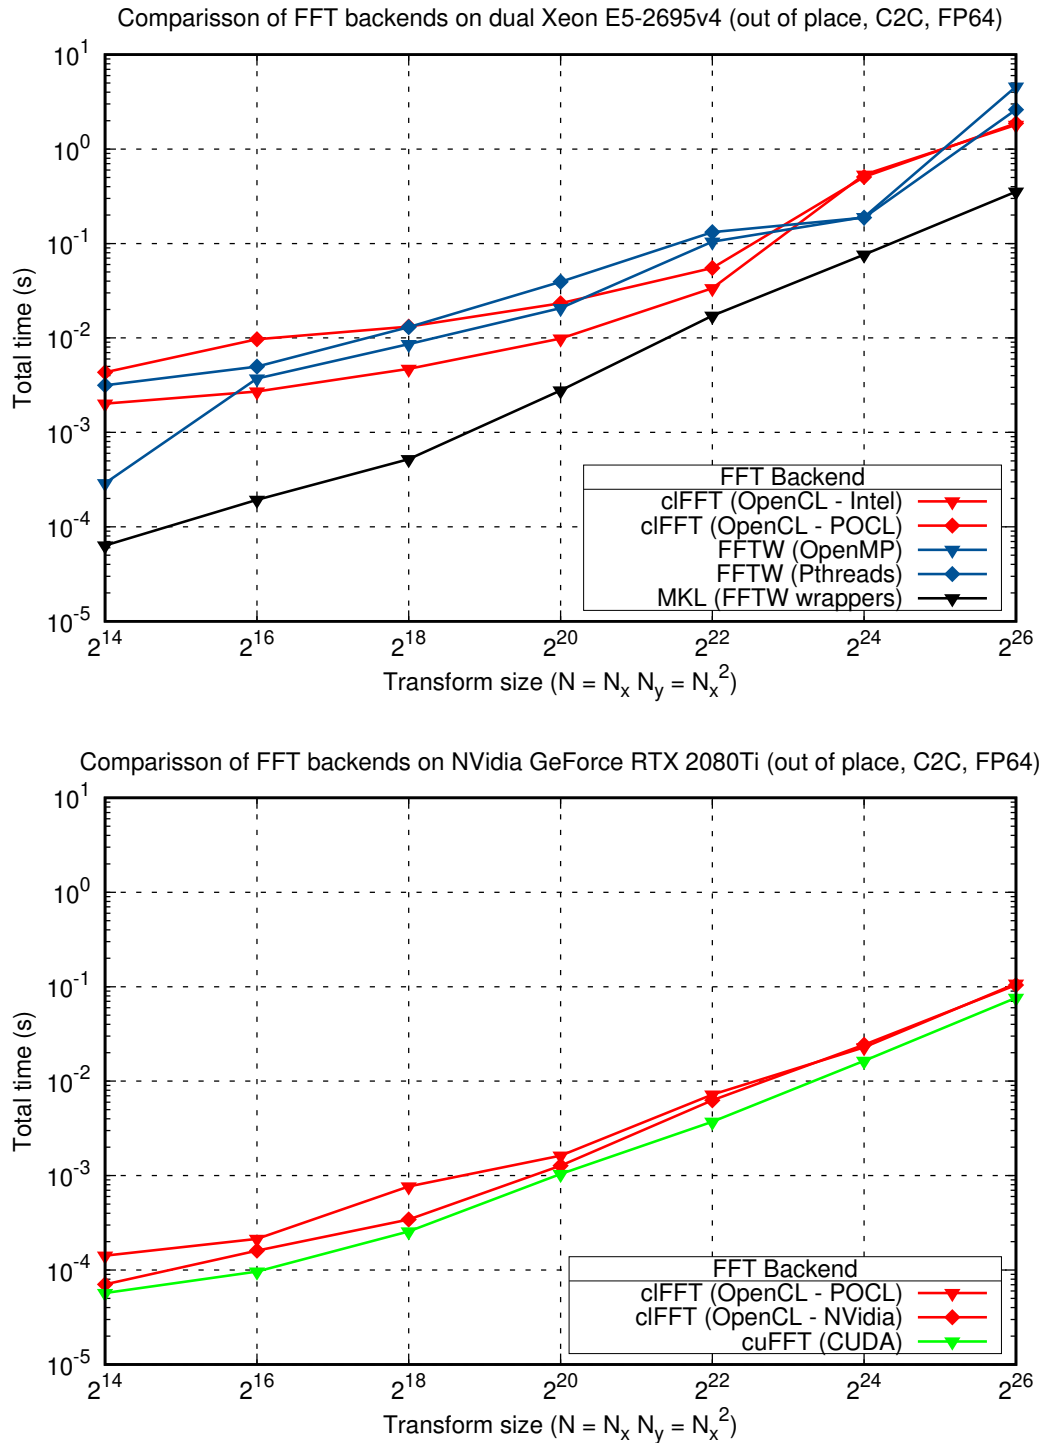 Comparisson of FFT backends on dual Xeon E5-2695v4 (out of place, C2C, FP64)
10^1
10^0
10^-1
10^-2
10^-3
10^-4
10^-5
Total time (s)
FFT Backend
clFFT (OpenCL - Intel)
clFFT (OpenCL - POCL)
FFTW (OpenMP)
FFTW (Pthreads)
MKL (FFTW wrappers)
2^14 2^16 2^18 2^20 2^22 2^24 2^26
Transform size (N = N_x N_y = N_x^2)
Comparisson of FFT backends on NVidia GeForce RTX 2080Ti (out of place, C2C, FP64)
10^1
10^0
10^-1
10^-2
10^-3
10^-4
10^-5
Total time (s)
FFT Backend
clFFT (OpenCL - POCL)
clFFT (OpenCL - NVidia)
cuFFT (CUDA)
2^14 2^16 2^18 2^20 2^22 2^24 2^26
Transform size (N = N_x N_y = N_x^2)